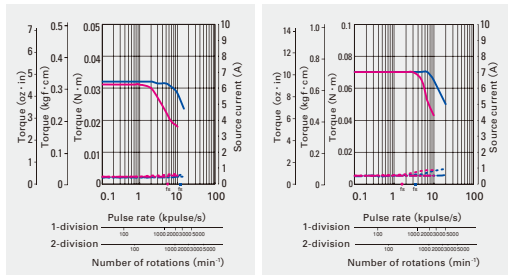 7 0.5 0.05 10
6 9
5 0.4 0.04 8
7
4 0.3 0.03 6
5
3 0.2 0.02 4
2 3
1 0.1 0.01 2
1
0 0 0 0
Torque (oz · in)
Torque (kgf · cm)
Torque (N · m)
Source current (A)
fs fs
0.1 1 10 100
Pulse rate (kpulse/s)
1-division
100 1000 2000 3000 5000
2-division
100 1000 2000 3000 5000
Number of rotations (min⁻¹)
14 1.0 0.1 10
9
12 0.8 0.08 8
10 7
8 0.6 0.06 6
5
6 0.4 0.04 4
4 3
2 0.2 0.02 2
1
0 0 0 0
Torque (oz · in)
Torque (kgf · cm)
Torque (N · m)
Source current (A)
fs fs
0.1 1 10 100
Pulse rate (kpulse/s)
1-division
100 1000 2000 3000 5000
2-division
100 1000 2000 3000 5000
Number of rotations (min⁻¹)